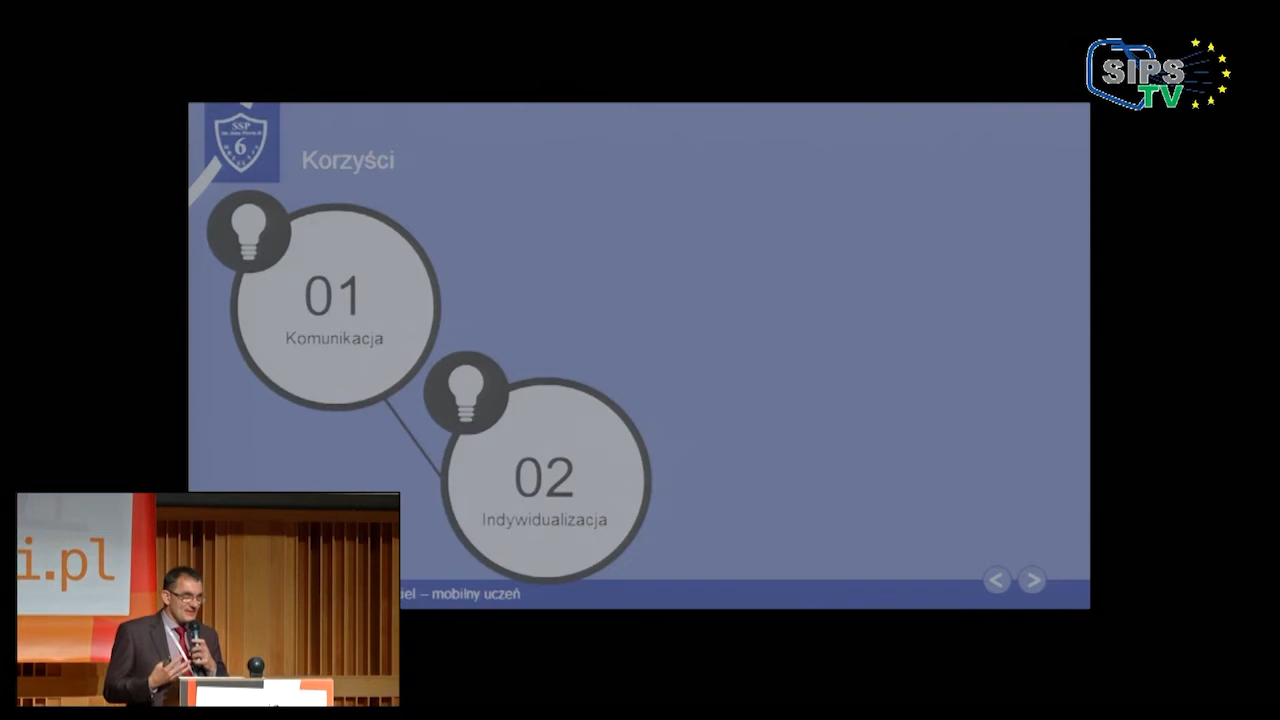 SIPS
TV
SSP
6
Korzyści
01
Komunikacja
02
Indywidualizacja
i.pl
– mobilny uczeń
< >